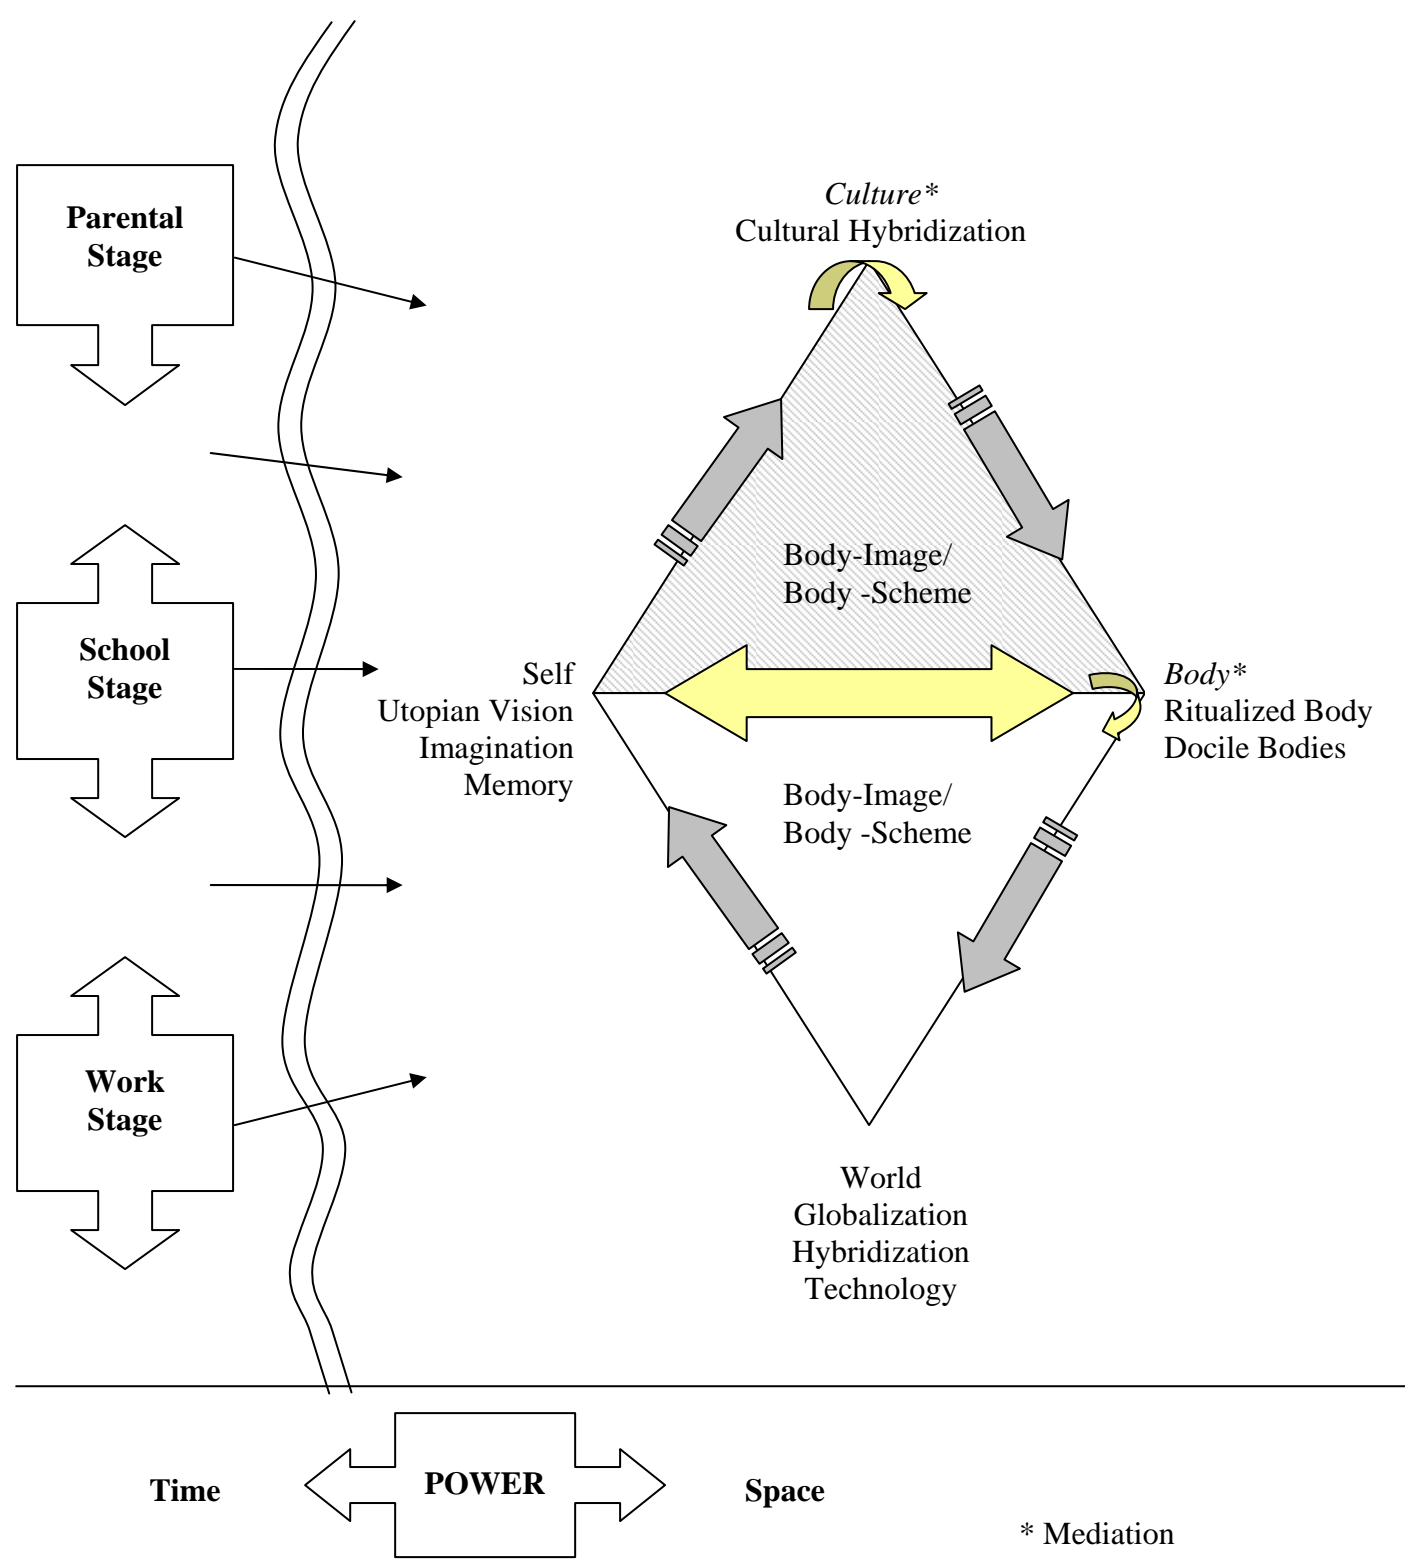 Parental
Stage
School
Stage
Work
Stage
Culture*
Cultural Hybridization
Body-Image/
Body -Scheme
Self
Utopian Vision
Imagination
Memory
Body*
Ritualized Body
Docile Bodies
Body-Image/
Body -Scheme
World
Globalization
Hybridization
Technology
Time
POWER
Space
* Mediation